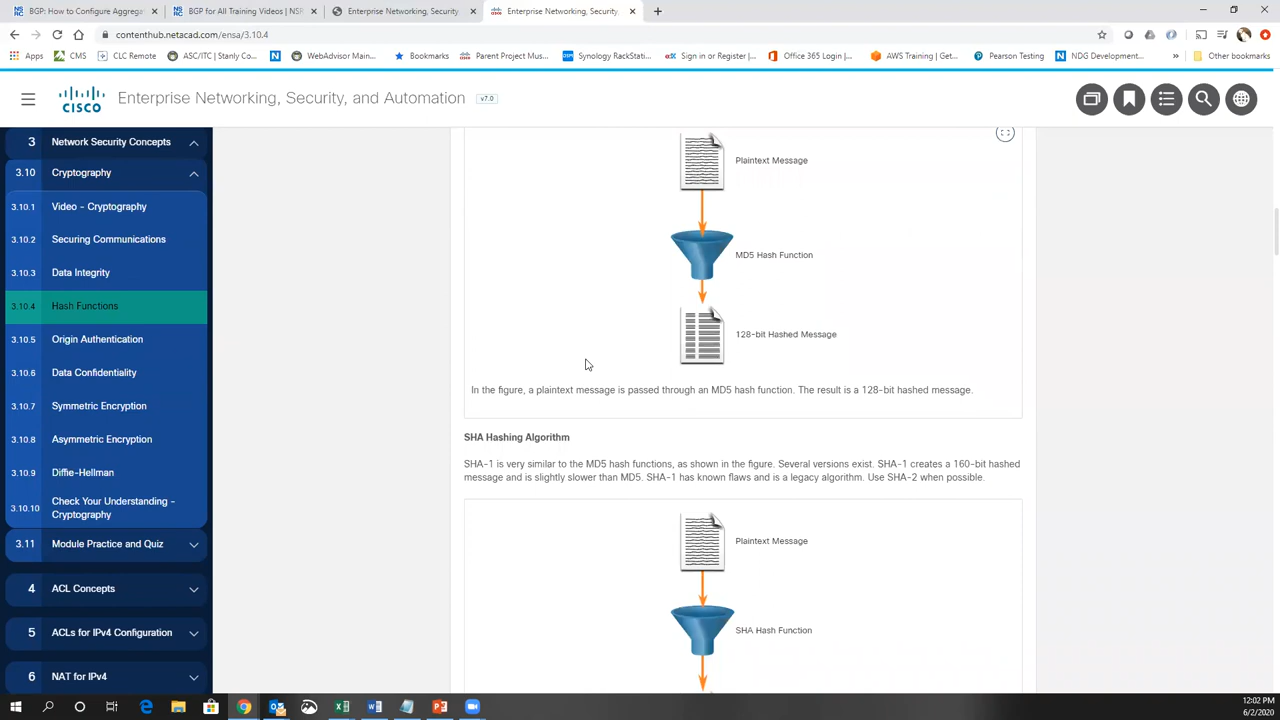 BGP: How to Configure Aggrega
BGP for All Training Videos | NSR
Enterprise Networking, Security,
Enterprise Networking, Security,
contenthub.netacad.com/ensa/3.10.4
Apps
CMS
CLC Remote
ASC/ITC | Stanly Co...
WebAdvisor Main...
Bookmarks
Parent Project Mus...
Synology RackStati...
Sign in or Register |...
Office 365 Login |...
AWS Training | Get...
Pearson Testing
NDG Development...
»
Other bookmarks
CISCO
Enterprise Networking, Security, and Automation
v7.0
3 Network Security Concepts
3.10 Cryptography
3.10.1 Video - Cryptography
3.10.2 Securing Communications
3.10.3 Data Integrity
3.10.4 Hash Functions
3.10.5 Origin Authentication
3.10.6 Data Confidentiality
3.10.7 Symmetric Encryption
3.10.8 Asymmetric Encryption
3.10.9 Diffie-Hellman
3.10.10 Check Your Understanding -
Cryptography
3.11 Module Practice and Quiz
4 ACL Concepts
5 ACLs for IPv4 Configuration
6 NAT for IPv4
Plaintext Message
MD5 Hash Function
128-bit Hashed Message
In the figure, a plaintext message is passed through an MD5 hash function. The result is a 128-bit hashed message.
SHA Hashing Algorithm
SHA-1 is very similar to the MD5 hash functions, as shown in the figure. Several versions exist. SHA-1 creates a 160-bit hashed
message and is slightly slower than MD5. SHA-1 has known flaws and is a legacy algorithm. Use SHA-2 when possible.
Plaintext Message
SHA Hash Function
12:02 PM
6/2/2020